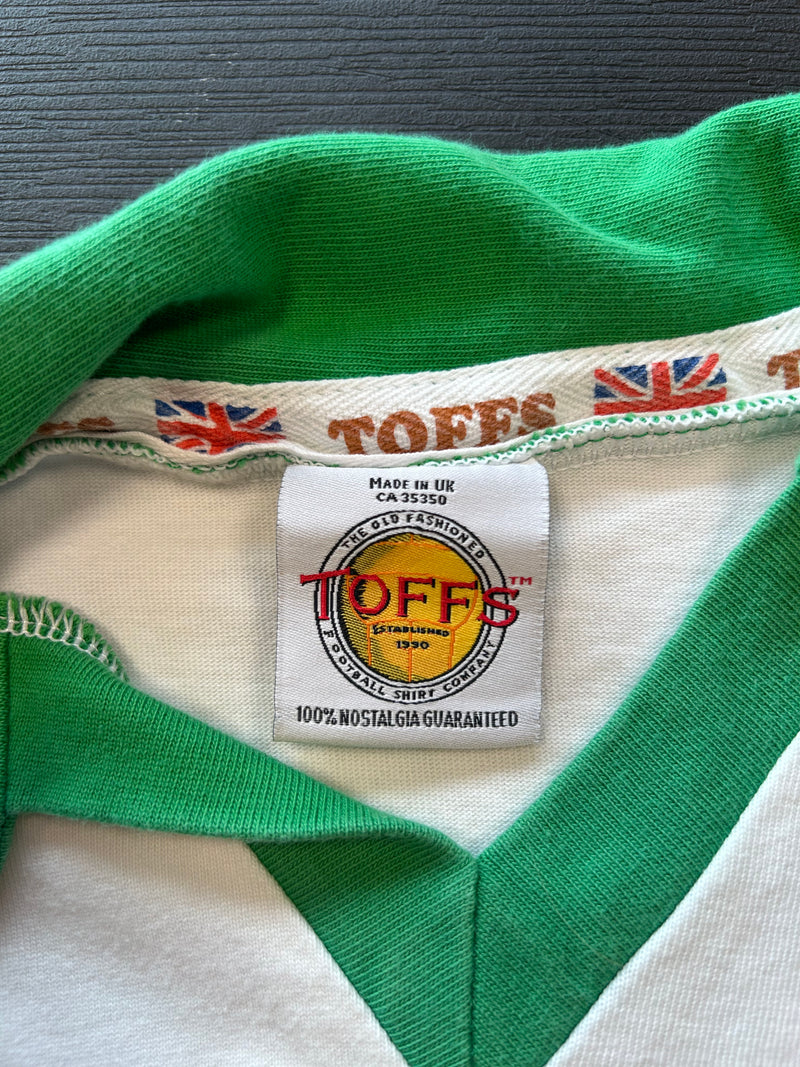 TOFFS
MADE IN UK
CA 35350
THE OLD FASHIONED
TOFFS™
ESTABLISHED
1990
FOOTBALL SHIRT COMPANY
100% NOSTALGIA GUARANTEED